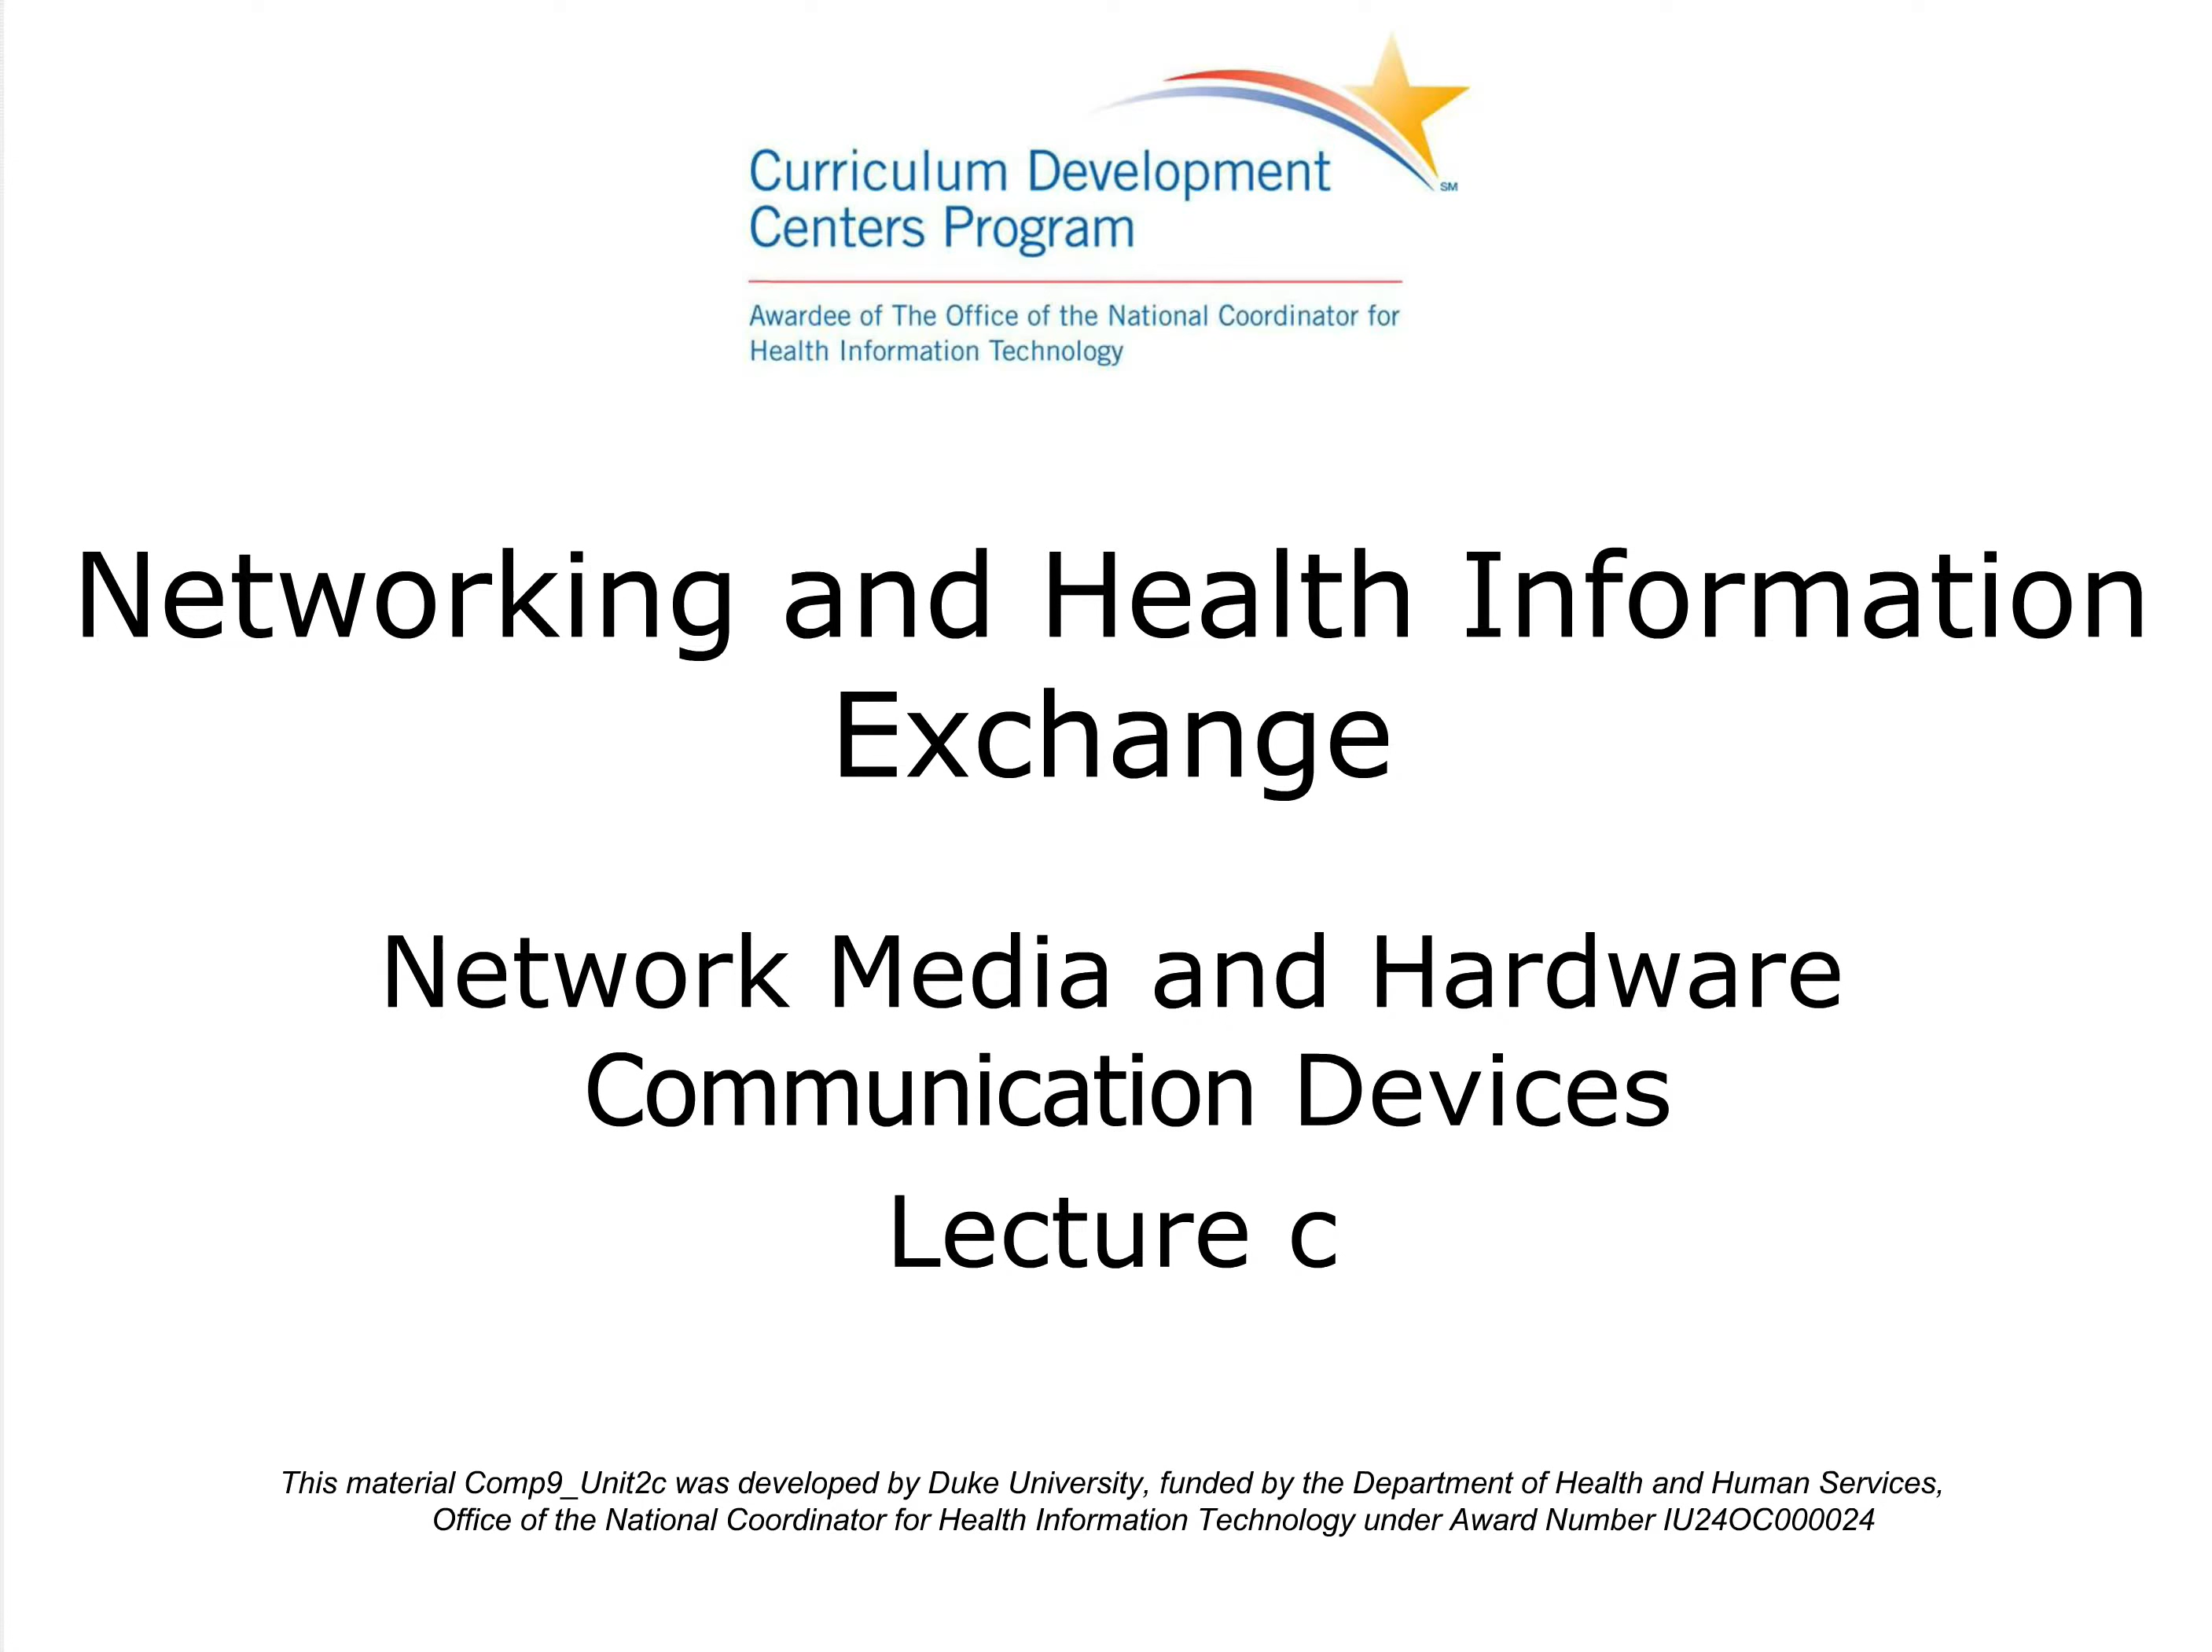 Curriculum Development
Centers Program
SM
Awardee of The Office of the National Coordinator for
Health Information Technology
Networking and Health Information
Exchange
Network Media and Hardware
Communication Devices
Lecture c
This material Comp9_Unit2c was developed by Duke University, funded by the Department of Health and Human Services,
Office of the National Coordinator for Health Information Technology under Award Number IU24OC000024